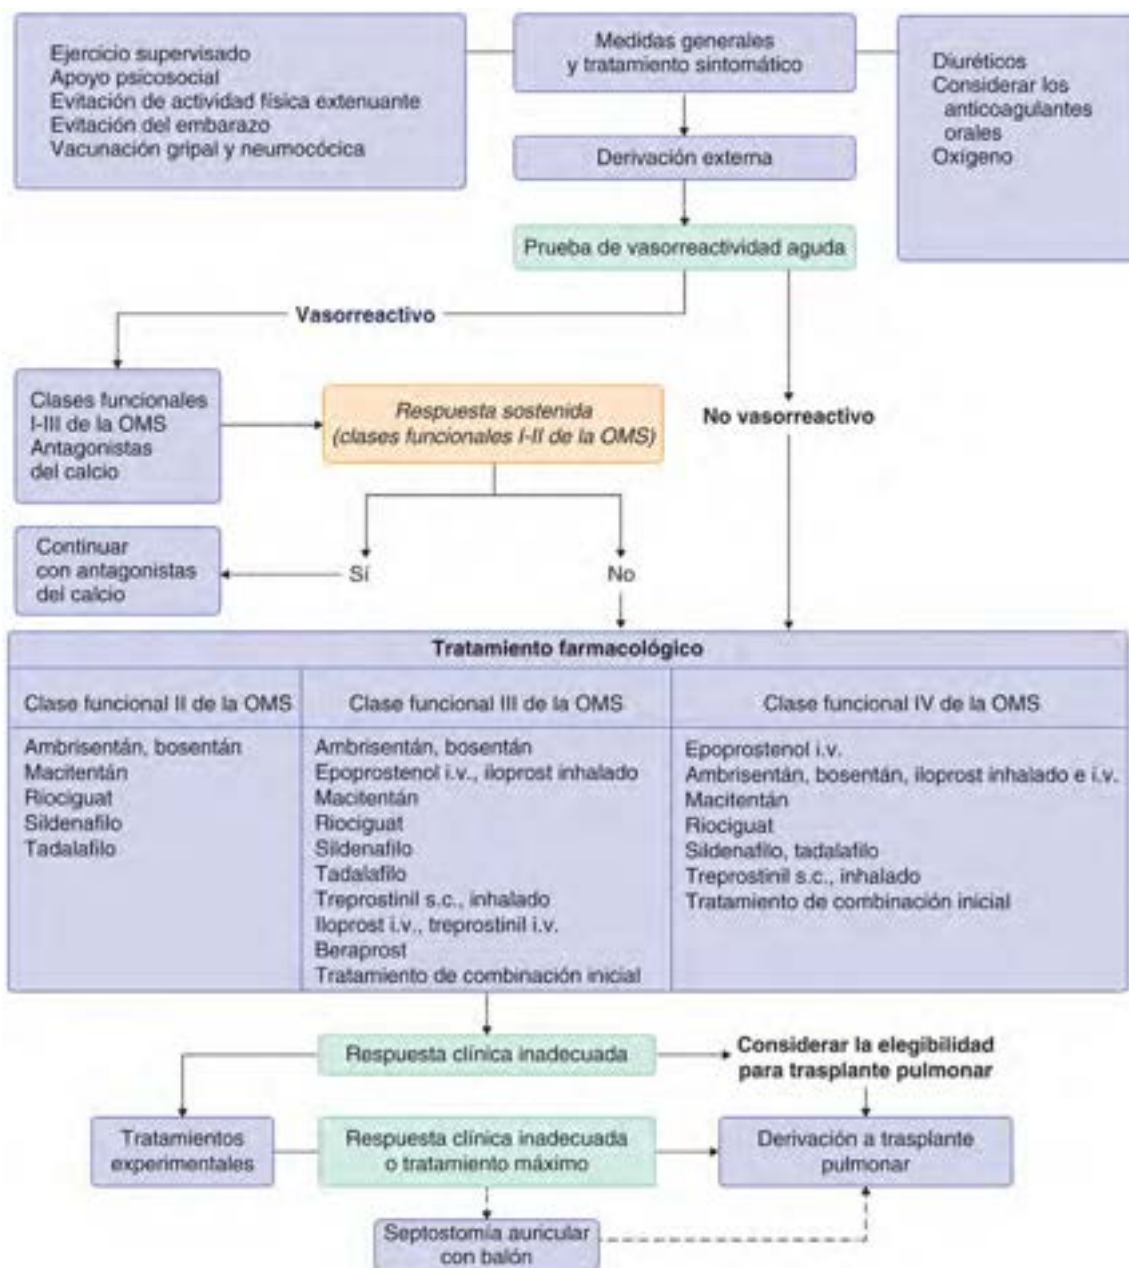 Ejercicio supervisado
Apoyo psicosocial
Evitación de actividad física extenuante
Evitación del embarazo
Vacunación gripal y neumocócica
Medidas generales
y tratamiento sintomático
Diuréticos
Considerar los
anticoagulantes
orales
Oxígeno
Derivación externa
Prueba de vasorreactividad aguda
Vasorreactivo
No vasorreactivo
Clases funcionales
I-III de la OMS
Antagonistas
del calcio
Respuesta sostenida
(clases funcionales I-II de la OMS)
Continuar
con antagonistas
del calcio
Sí
No
Tratamiento farmacológico
Clase funcional II de la OMS
Ambrisentán, bosentán
Macitentán
Riociguat
Sildenafilo
Tadalafilo
Clase funcional III de la OMS
Ambrisentán, bosentán
Epoprostenol i.v., iloprost inhalado
Macitentán
Riociguat
Sildenafilo
Tadalafilo
Treprostinil s.c., inhalado
Iloprost i.v., treprostinil i.v.
Beraprost
Tratamiento de combinación inicial
Clase funcional IV de la OMS
Epoprostenol i.v.
Ambrisentán, bosentán, iloprost inhalado e i.v.
Macitentán
Riociguat
Sildenafilo, tadalafilo
Treprostinil s.c., inhalado
Tratamiento de combinación inicial
Respuesta clínica inadecuada
Considerar la elegibilidad
para trasplante pulmonar
Tratamientos
experimentales
Respuesta clínica inadecuada
o tratamiento máximo
Derivación a trasplante
pulmonar
Septostomía auricular
con balón